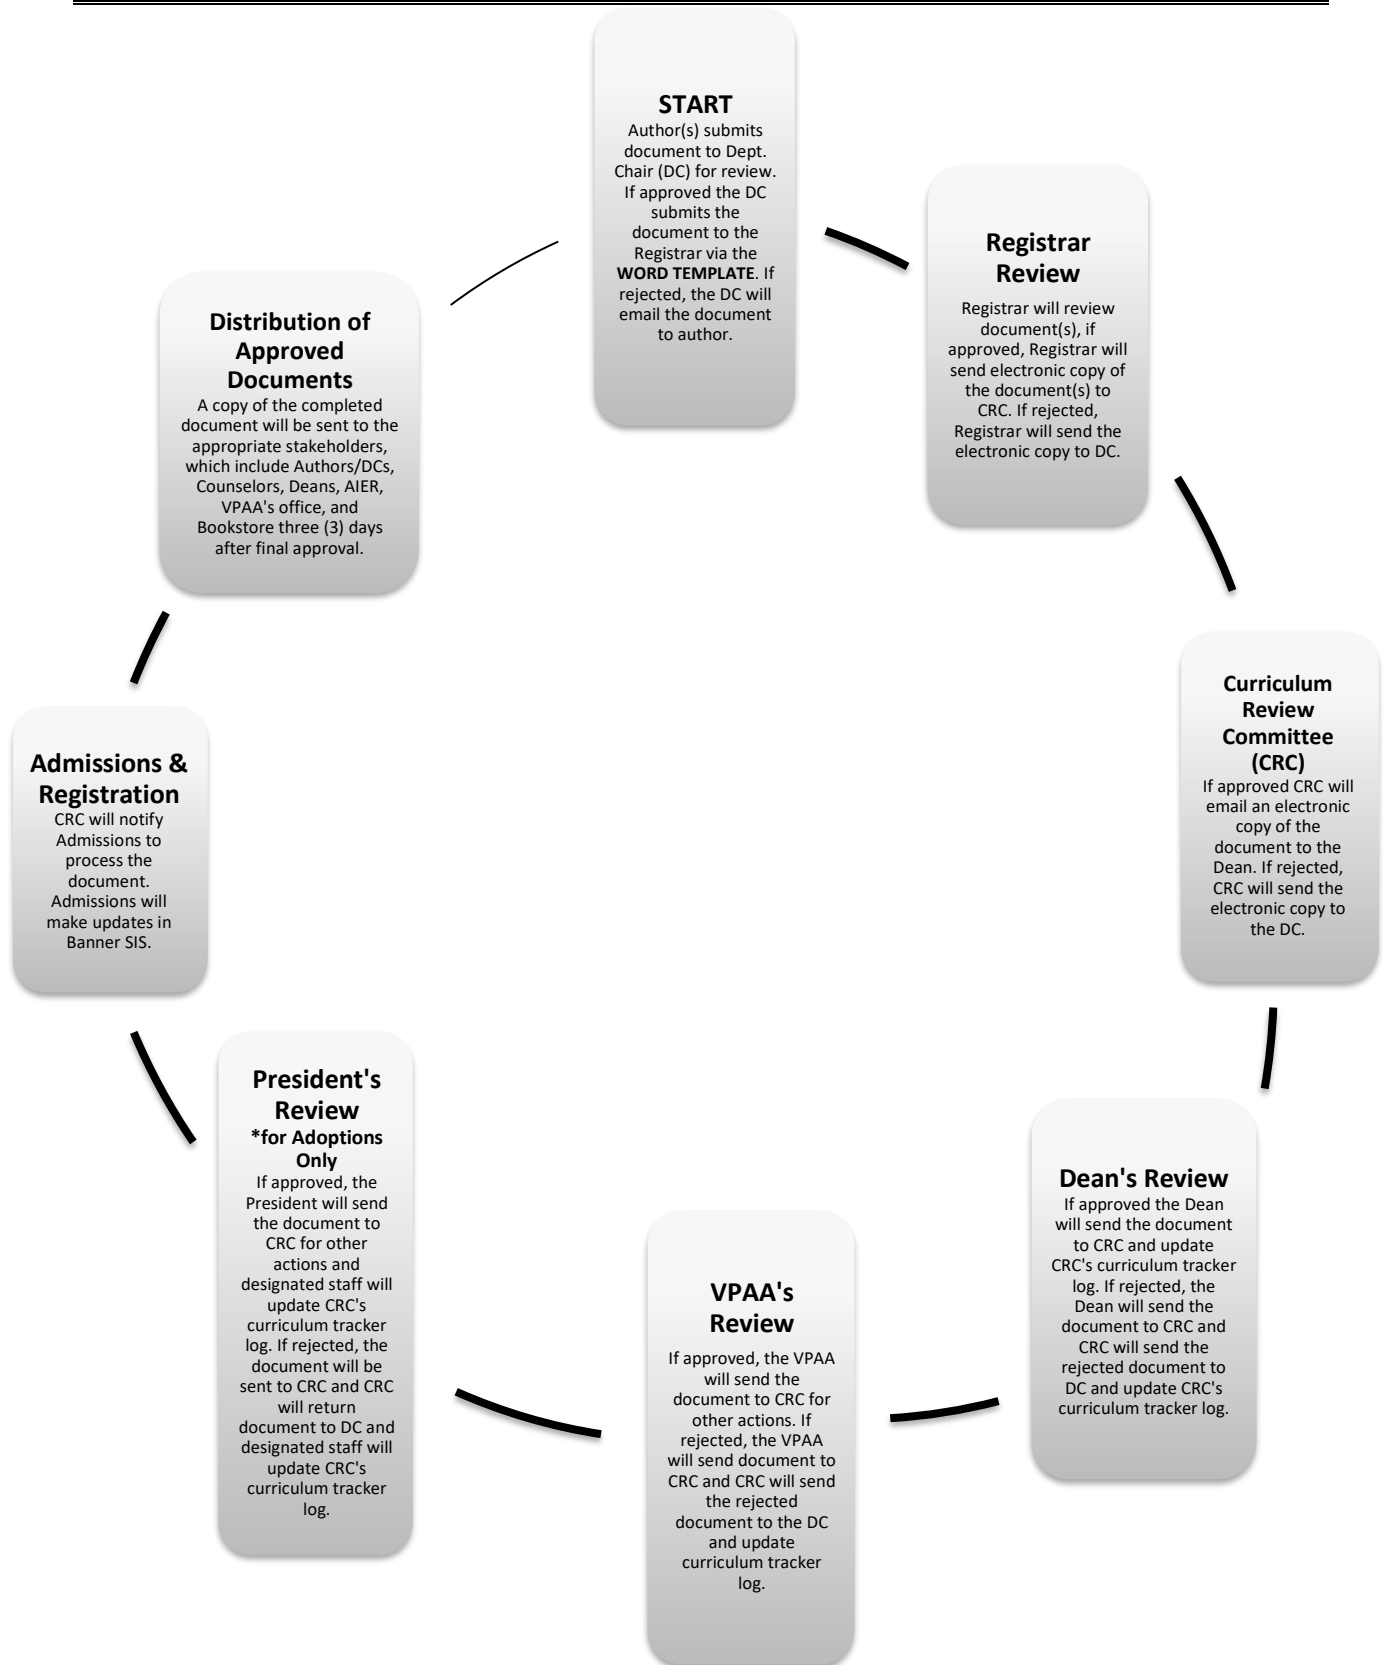 START
Author(s) submits
document to Dept.
Chair (DC) for review.
If approved the DC
submits the
document to the
Registrar via the
WORD TEMPLATE. If
rejected, the DC will
email the document
to author.
Registrar
Review
Registrar will review
document(s), if
approved, Registrar will
send electronic copy of
the document(s) to
CRC. If rejected,
Registrar will send the
electronic copy to DC.
Curriculum
Review
Committee
(CRC)
If approved CRC will
email an electronic
copy of the
document to the
Dean. If rejected,
CRC will send the
electronic copy to
the DC.
Dean's Review
If approved the Dean
will send the document
to CRC and update
CRC's curriculum tracker
log. If rejected, the
Dean will send the
document to CRC and
CRC will send the
rejected document to
DC and update CRC's
curriculum tracker log.
VPAA's
Review
If approved, the VPAA
will send the
document to CRC for
other actions. If
rejected, the VPAA
will send document to
CRC and CRC will send
the rejected
document to the DC
and update
curriculum tracker
log.
President's
Review
*for Adoptions
Only
If approved, the
President will send
the document to
CRC for other
actions and
designated staff will
update CRC's
curriculum tracker
log. If rejected, the
document will be
sent to CRC and CRC
will return
document to DC and
designated staff will
update CRC's
curriculum tracker
log.
Admissions &
Registration
CRC will notify
Admissions to
process the
document.
Admissions will
make updates in
Banner SIS.
Distribution of
Approved
Documents
A copy of the completed
document will be sent to the
appropriate stakeholders,
which include Authors/DCs,
Counselors, Deans, AIER,
VPAA's office, and
Bookstore three (3) days
after final approval.